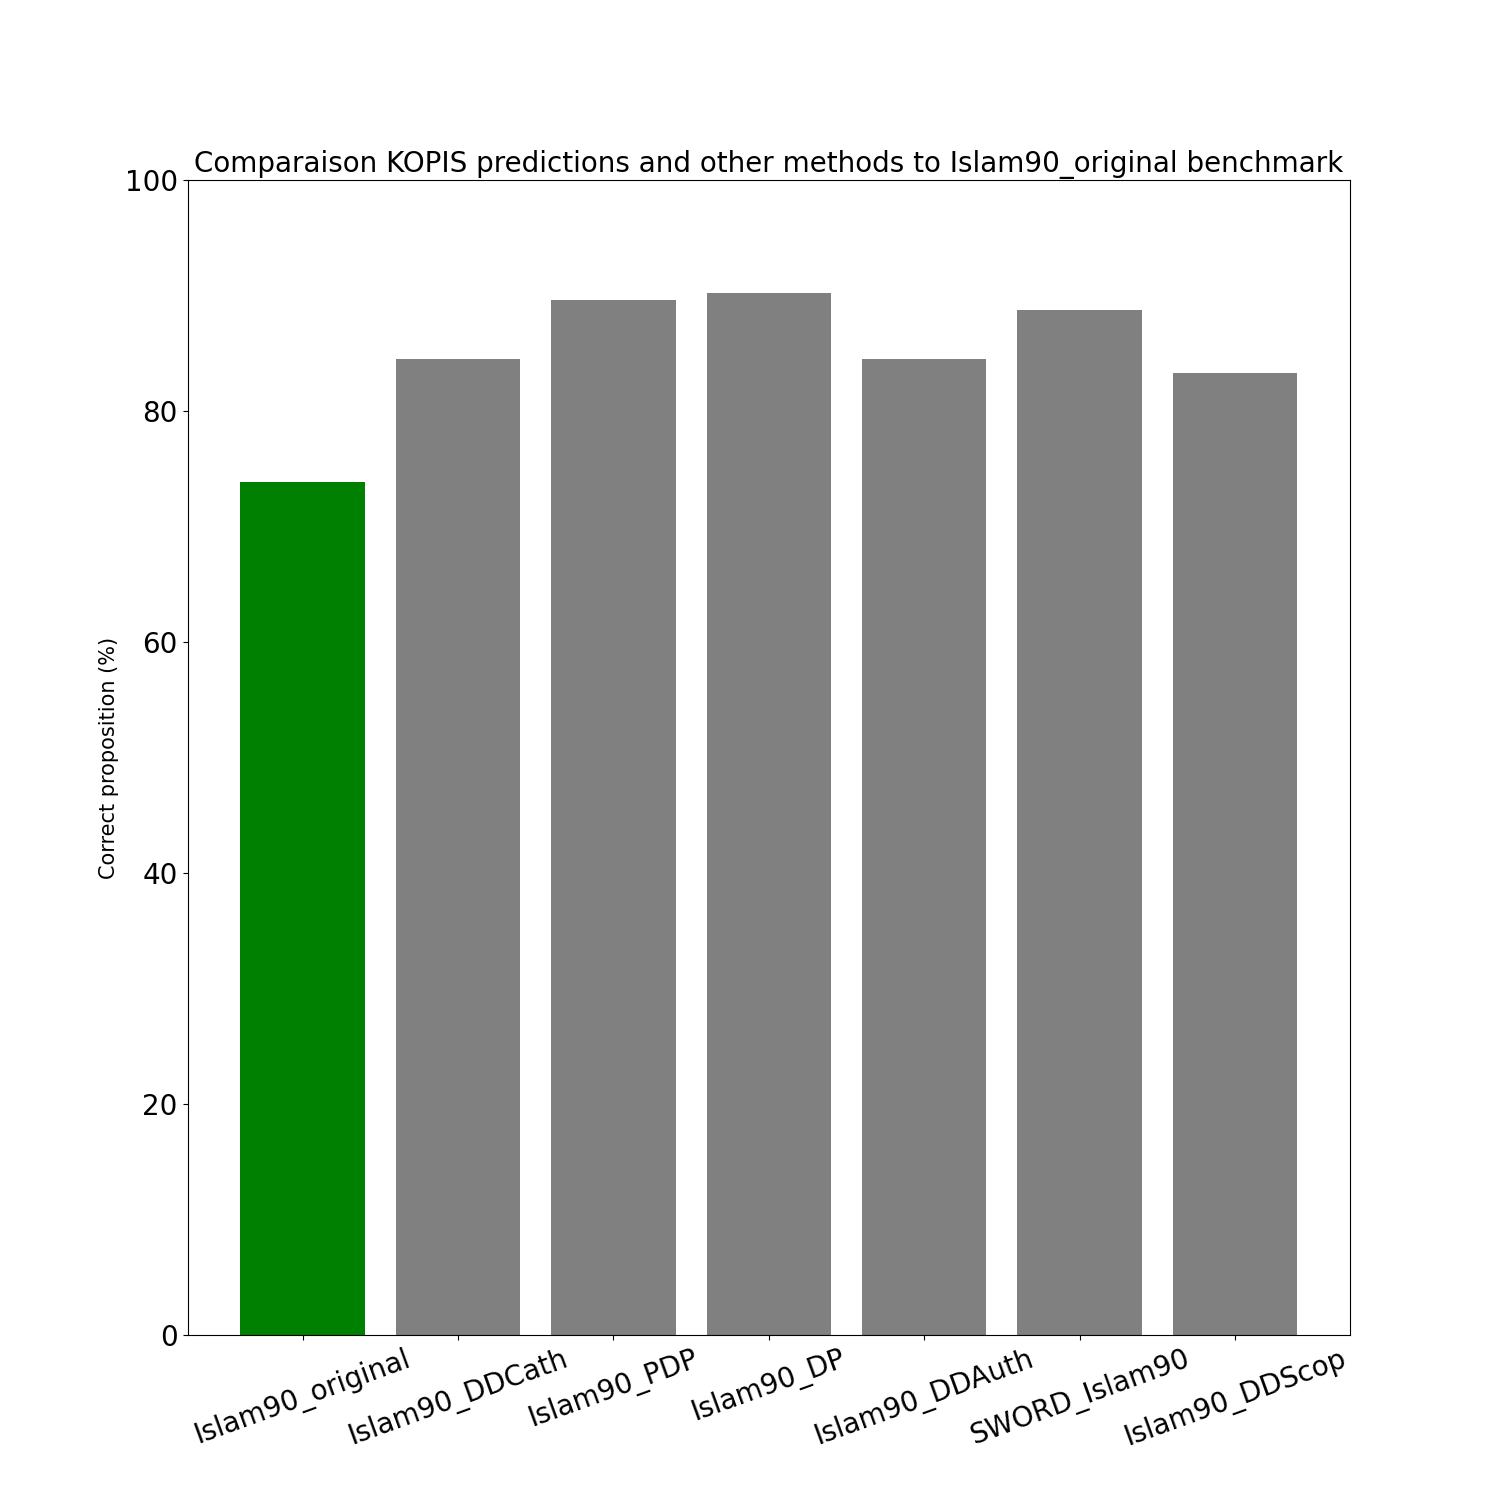 Comparaison KOPIS predictions and other methods to Islam90_original benchmark
100
80
60
40
20
0
Correct proposition (%)
Islam90_original
Islam90_DDCath
Islam90_PDP
Islam90_DP
Islam90_DDAuth
SWORD_Islam90
Islam90_DDScop